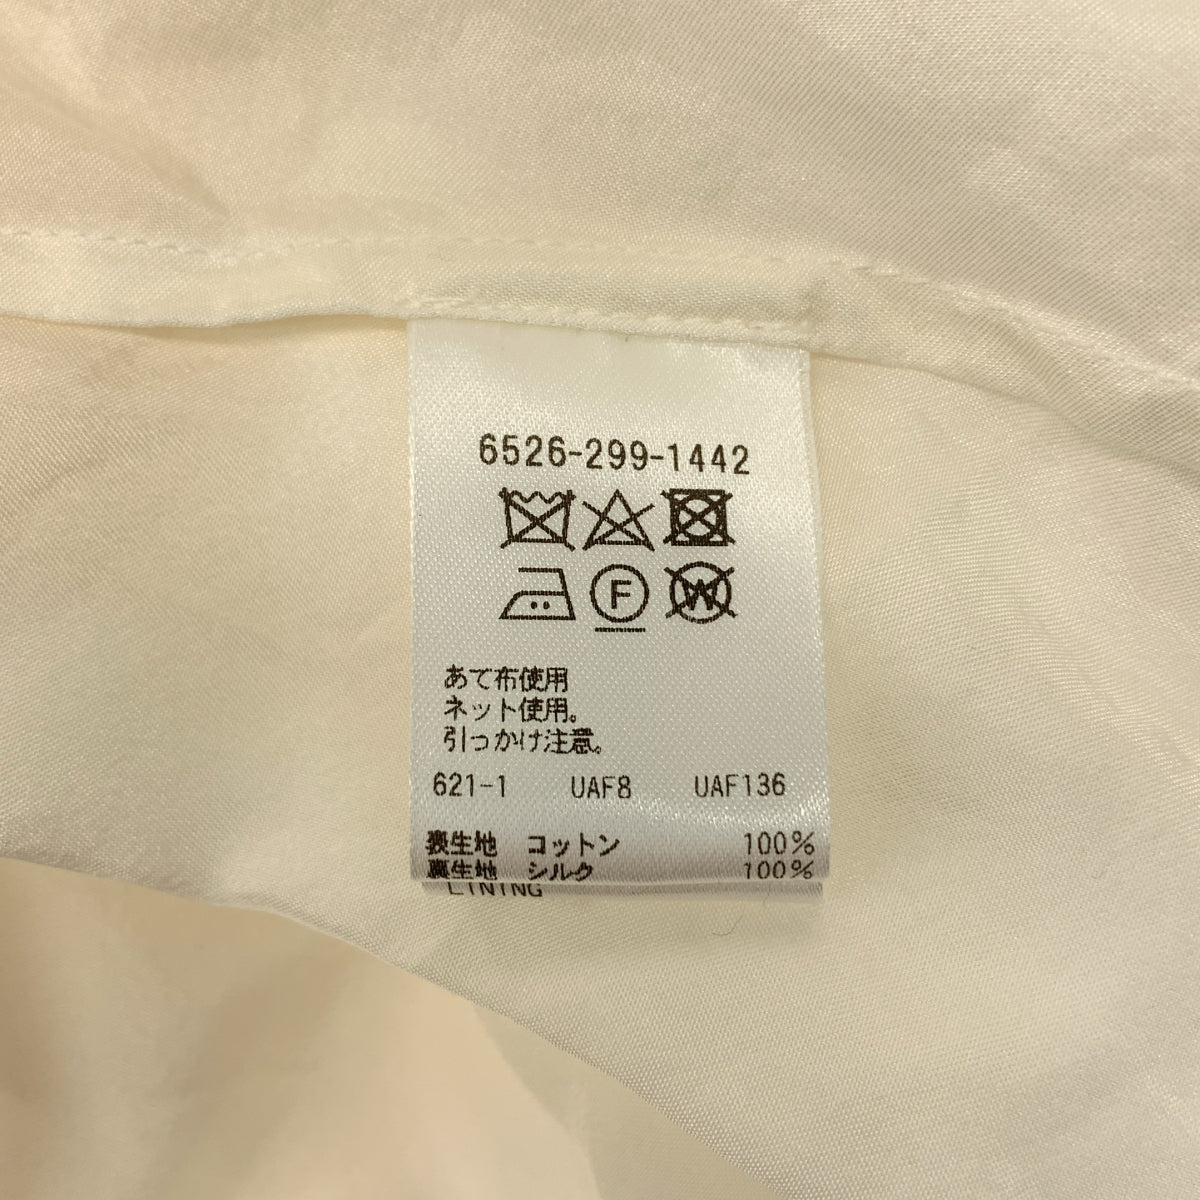 6526-299-1442
F
W
あて布使用
ネット使用。
引っかけ注意。
621-1 UAF8 UAF136
表生地 コットン 100%
裏生地 シルク 100%
LINING